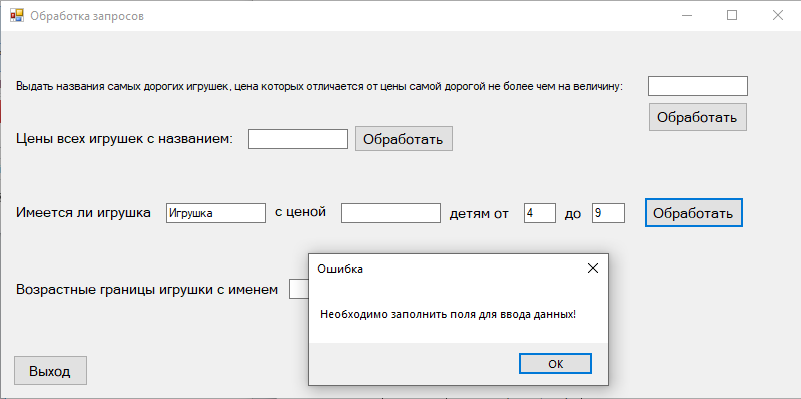 Обработка запросов
Выдать названия самых дорогих игрушек, цена которых отличается от цены самой дорогой не более чем на величину:
Обработать
Цены всех игрушек с названием: Обработать
Имеется ли игрушка Игрушка с ценой детям от 4 до 9 Обработать
Ошибка
Возрастные границы игрушки с именем
Необходимо заполнить поля для ввода данных!
OK
Выход